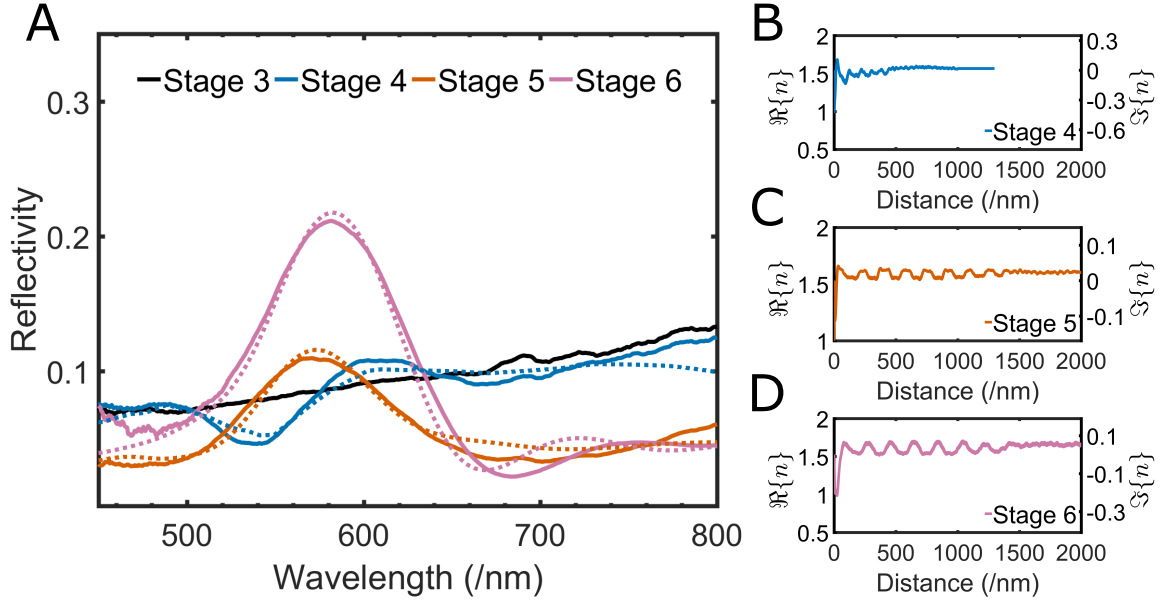 A
Stage 3 Stage 4 Stage 5 Stage 6
0.3
0.2
0.1
Reflectivity
500 600 700 800
Wavelength (/nm)
B
2
1.5
1
0.5
ℜ{n}
0.3
0
-0.3
-0.6
ℑ{n}
Stage 4
0 500 1000 1500 2000
Distance (/nm)
C
2
1.5
1
ℜ{n}
0.1
0
-0.1
ℑ{n}
Stage 5
0 500 1000 1500 2000
Distance (/nm)
D
2
1.5
1
0.5
ℜ{n}
0.1
-0.1
-0.3
ℑ{n}
Stage 6
0 500 1000 1500 2000
Distance (/nm)